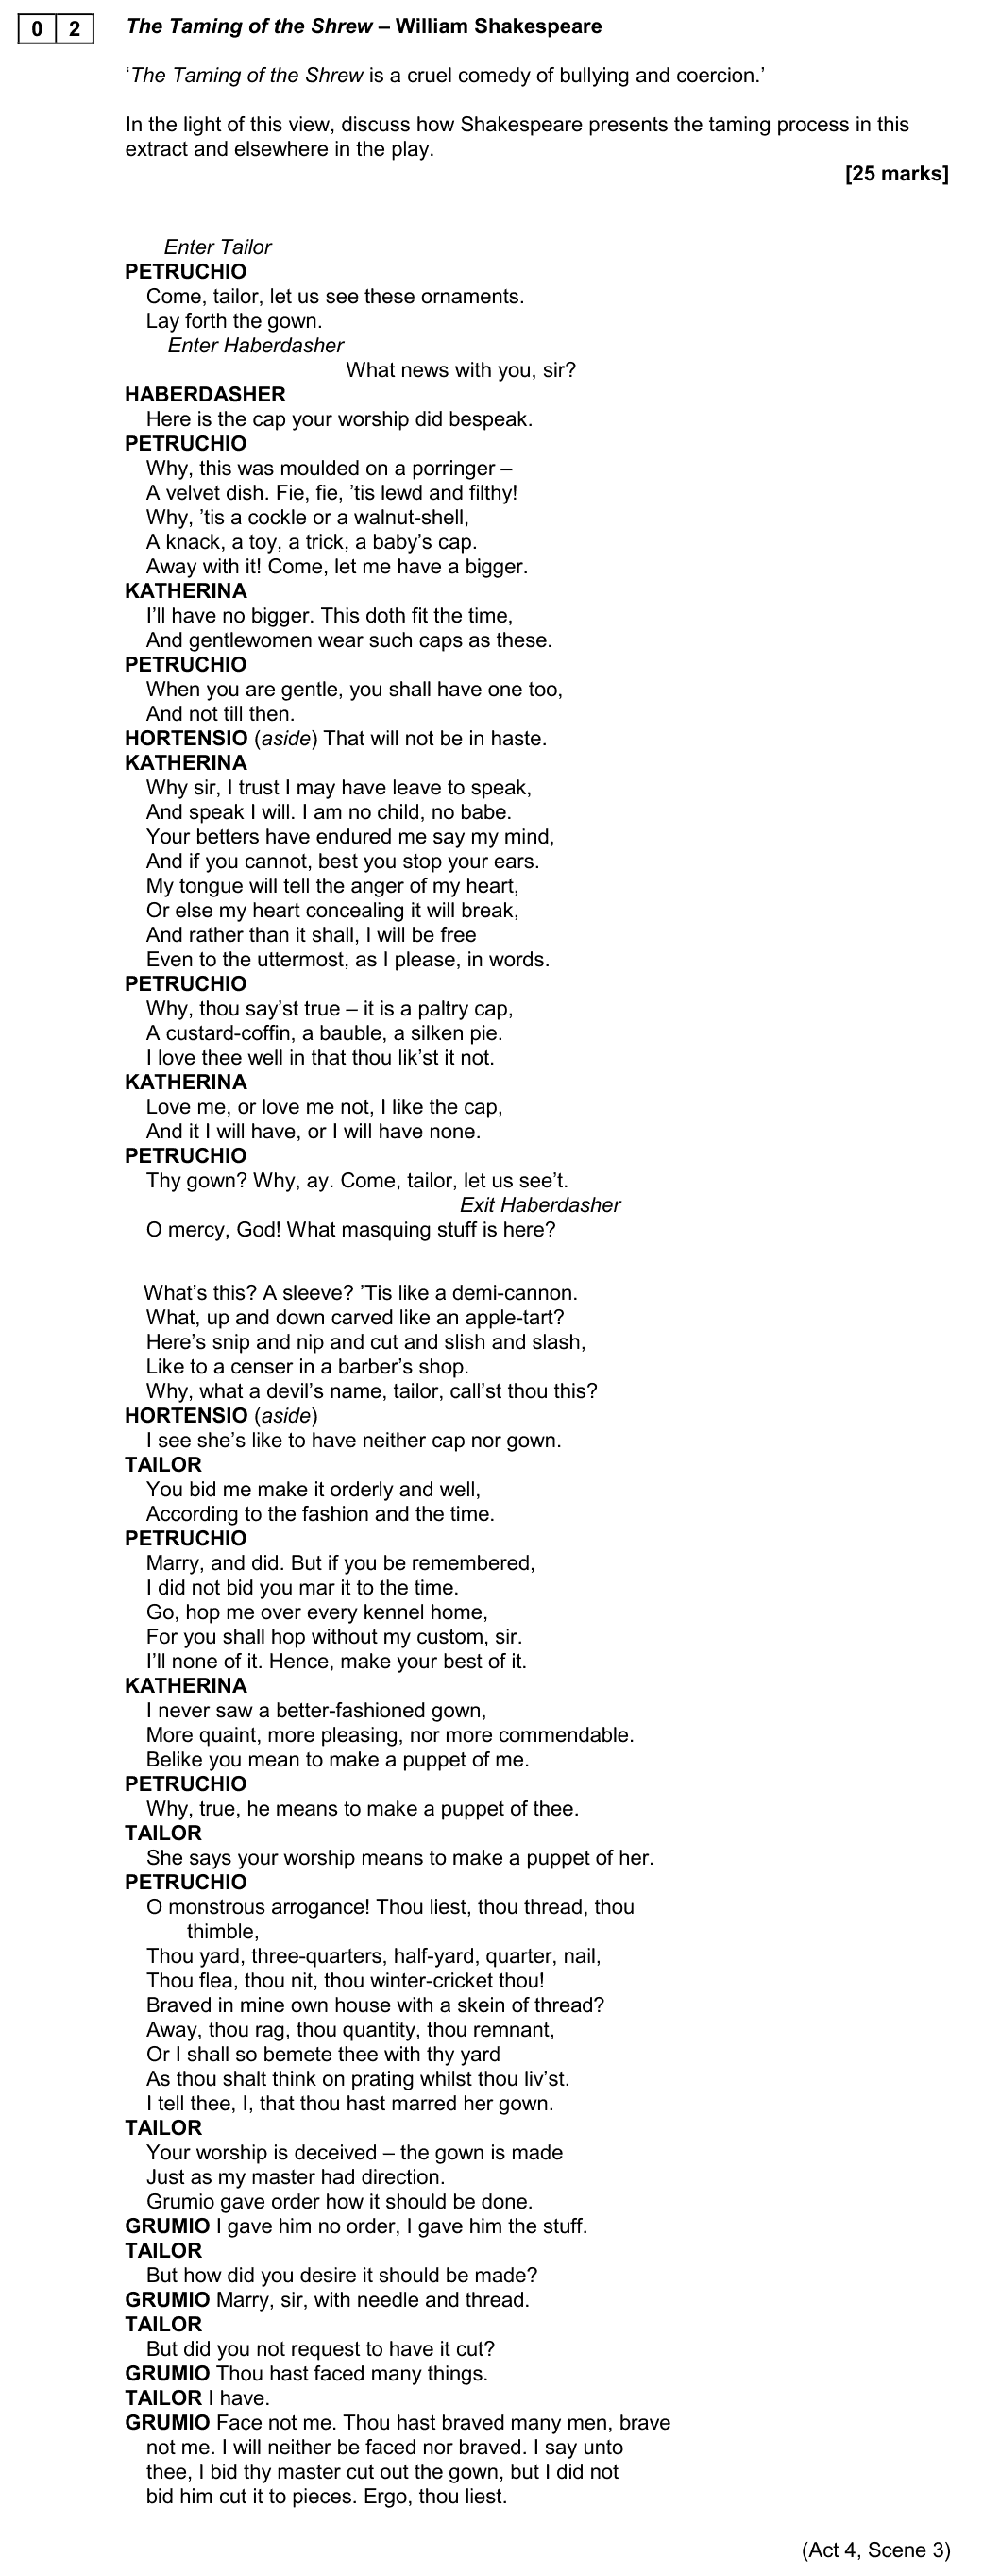 0 2 The Taming of the Shrew – William Shakespeare
‘The Taming of the Shrew is a cruel comedy of bullying and coercion.’
In the light of this view, discuss how Shakespeare presents the taming process in this
extract and elsewhere in the play.
[25 marks]
Enter Tailor
PETRUCHIO
Come, tailor, let us see these ornaments.
Lay forth the gown.
Enter Haberdasher
What news with you, sir?
HABERDASHER
Here is the cap your worship did bespeak.
PETRUCHIO
Why, this was moulded on a porringer –
A velvet dish. Fie, fie, ’tis lewd and filthy!
Why, ’tis a cockle or a walnut-shell,
A knack, a toy, a trick, a baby’s cap.
Away with it! Come, let me have a bigger.
KATHERINA
I’ll have no bigger. This doth fit the time,
And gentlewomen wear such caps as these.
PETRUCHIO
When you are gentle, you shall have one too,
And not till then.
HORTENSIO (aside) That will not be in haste.
KATHERINA
Why sir, I trust I may have leave to speak,
And speak I will. I am no child, no babe.
Your betters have endured me say my mind,
And if you cannot, best you stop your ears.
My tongue will tell the anger of my heart,
Or else my heart concealing it will break,
And rather than it shall, I will be free
Even to the uttermost, as I please, in words.
PETRUCHIO
Why, thou say’st true – it is a paltry cap,
A custard-coffin, a bauble, a silken pie.
I love thee well in that thou lik’st it not.
KATHERINA
Love me, or love me not, I like the cap,
And it I will have, or I will have none.
PETRUCHIO
Thy gown? Why, ay. Come, tailor, let us see’t.
Exit Haberdasher
O mercy, God! What masquing stuff is here?
What’s this? A sleeve? ’Tis like a demi-cannon.
What, up and down carved like an apple-tart?
Here’s snip and nip and cut and slish and slash,
Like to a censer in a barber’s shop.
Why, what a devil’s name, tailor, call’st thou this?
HORTENSIO (aside)
I see she’s like to have neither cap nor gown.
TAILOR
You bid me make it orderly and well,
According to the fashion and the time.
PETRUCHIO
Marry, and did. But if you be remembered,
I did not bid you mar it to the time.
Go, hop me over every kennel home,
For you shall hop without my custom, sir.
I’ll none of it. Hence, make your best of it.
KATHERINA
I never saw a better-fashioned gown,
More quaint, more pleasing, nor more commendable.
Belike you mean to make a puppet of me.
PETRUCHIO
Why, true, he means to make a puppet of thee.
TAILOR
She says your worship means to make a puppet of her.
PETRUCHIO
O monstrous arrogance! Thou liest, thou thread, thou
thimble,
Thou yard, three-quarters, half-yard, quarter, nail,
Thou flea, thou nit, thou winter-cricket thou!
Braved in mine own house with a skein of thread?
Away, thou rag, thou quantity, thou remnant,
Or I shall so bemete thee with thy yard
As thou shalt think on prating whilst thou liv’st.
I tell thee, I, that thou hast marred her gown.
TAILOR
Your worship is deceived – the gown is made
Just as my master had direction.
Grumio gave order how it should be done.
GRUMIO I gave him no order, I gave him the stuff.
TAILOR
But how did you desire it should be made?
GRUMIO Marry, sir, with needle and thread.
TAILOR
But did you not request to have it cut?
GRUMIO Thou hast faced many things.
TAILOR I have.
GRUMIO Face not me. Thou hast braved many men, brave
not me. I will neither be faced nor braved. I say unto
thee, I bid thy master cut out the gown, but I did not
bid him cut it to pieces. Ergo, thou liest.
(Act 4, Scene 3)